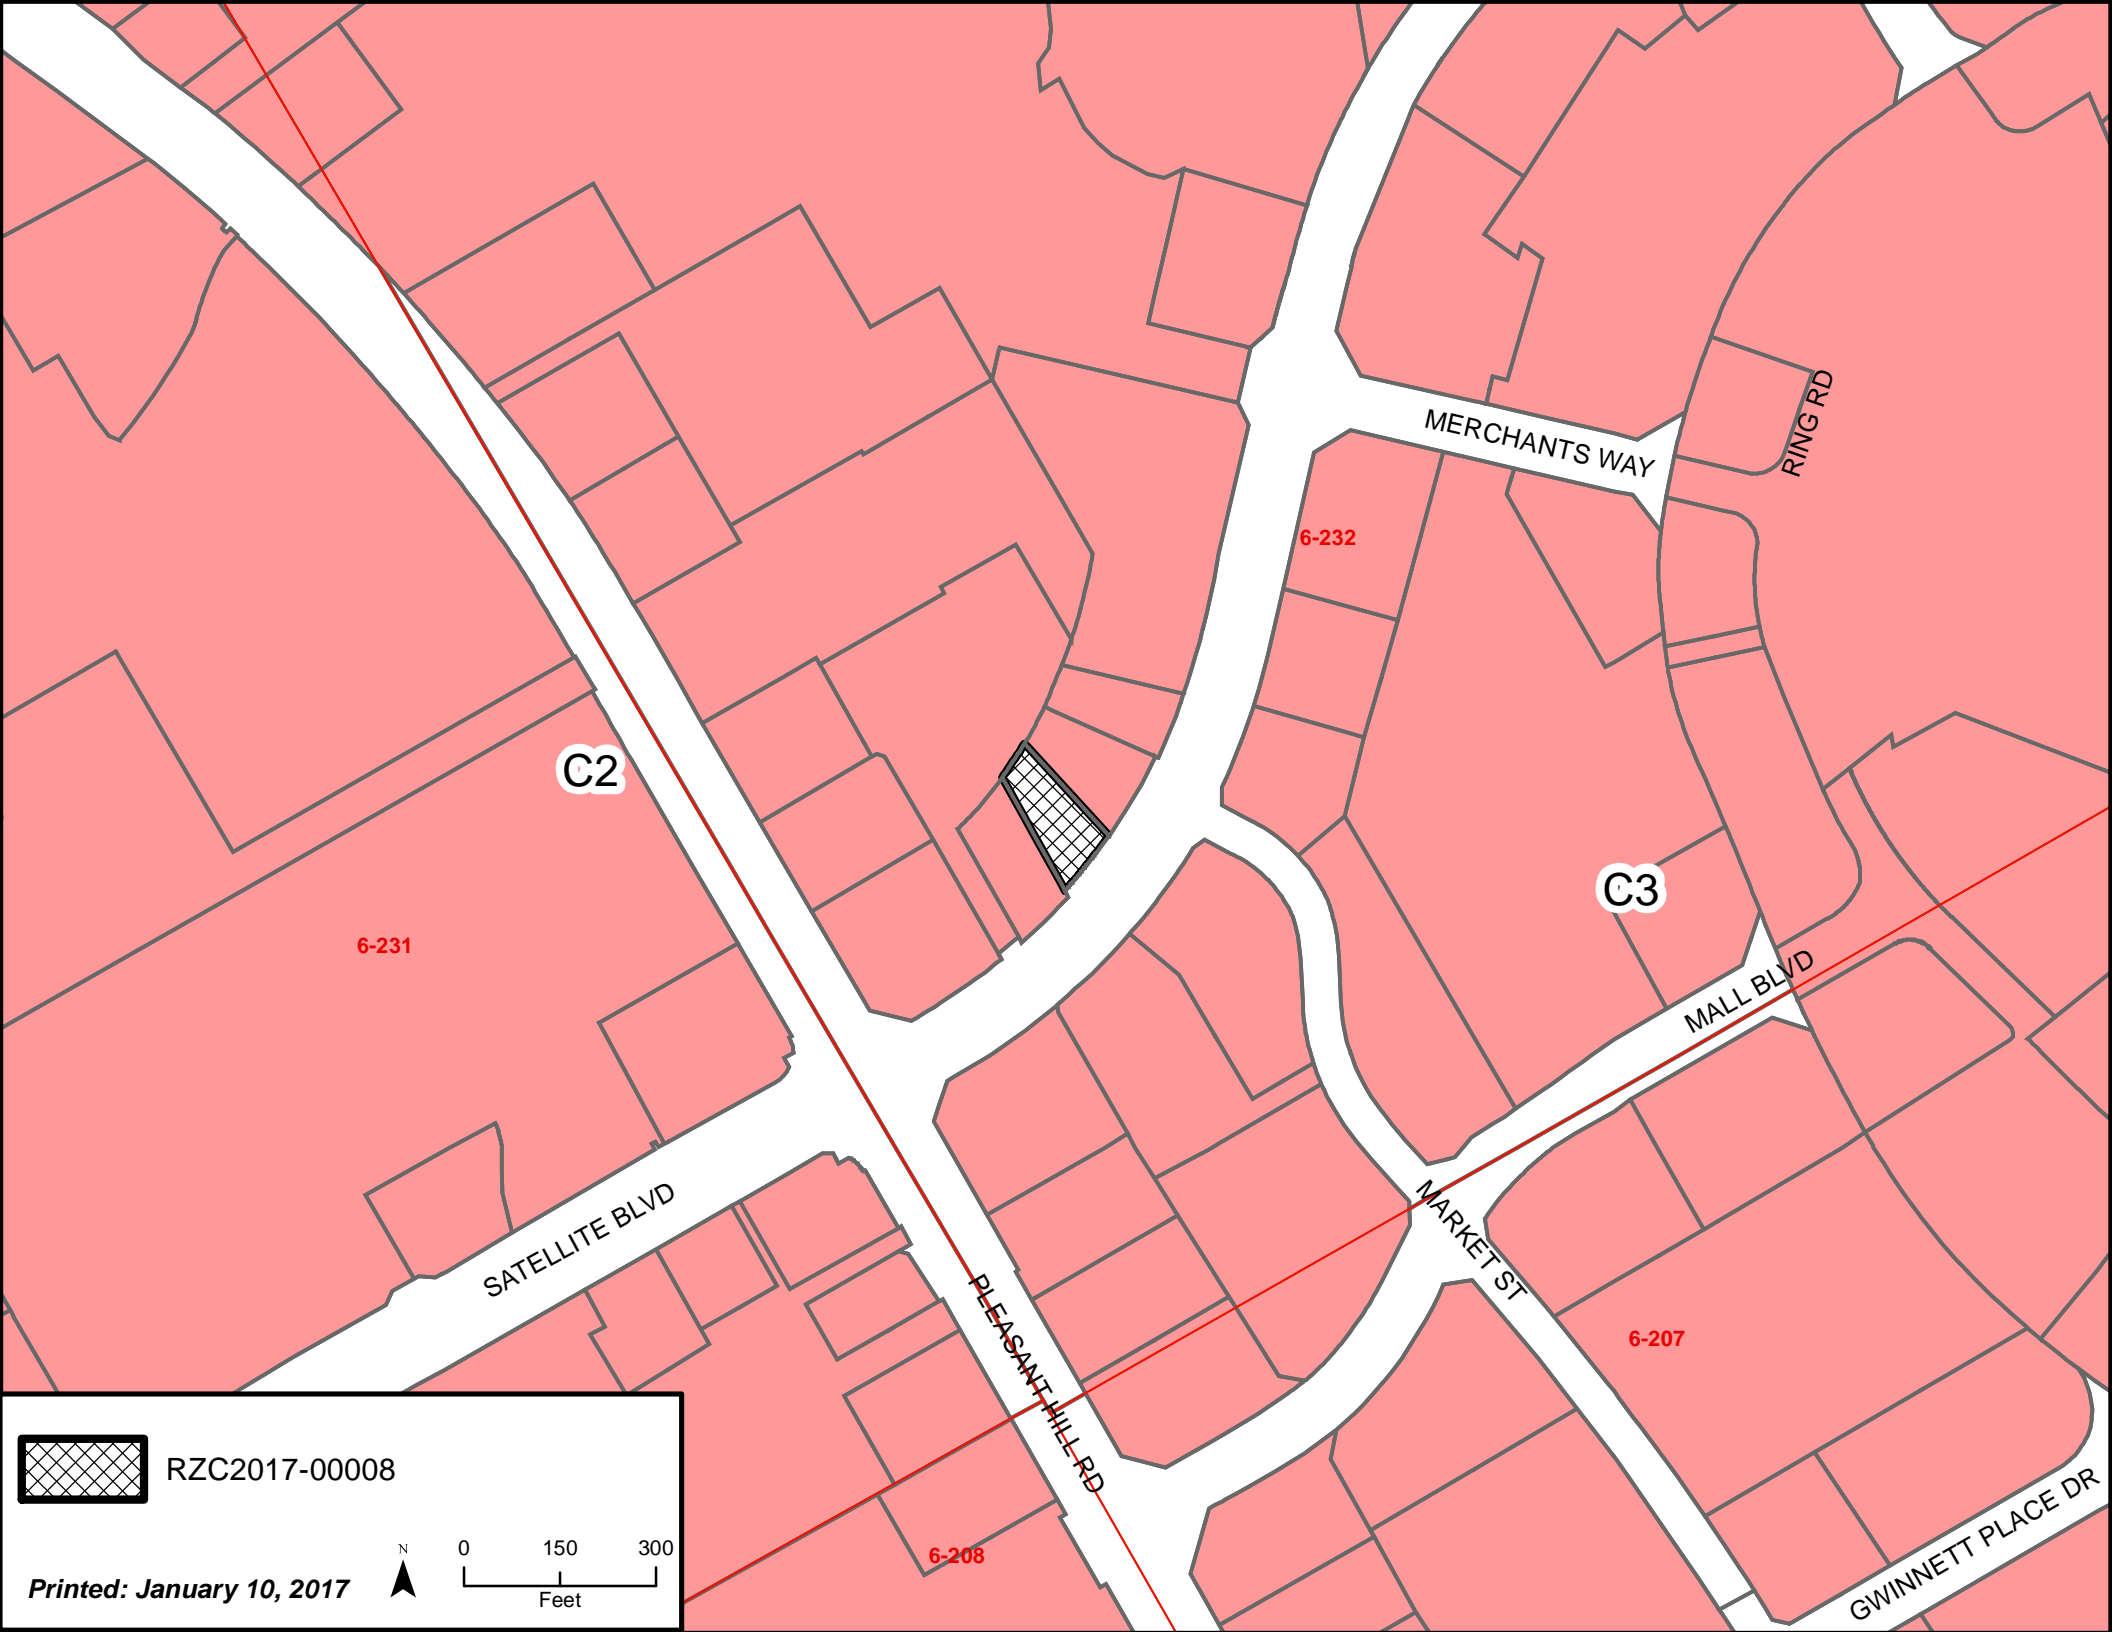 MERCHANTS WAY
RING RD
6-232
C2
C3
6-231
MALL BLVD
SATELLITE BLVD
MARKET ST
PLEASANT HILL RD
6-207
RZC2017-00008
GWINNETT PLACE DR
6-208
N
0 150 300
Feet
Printed: January 10, 2017